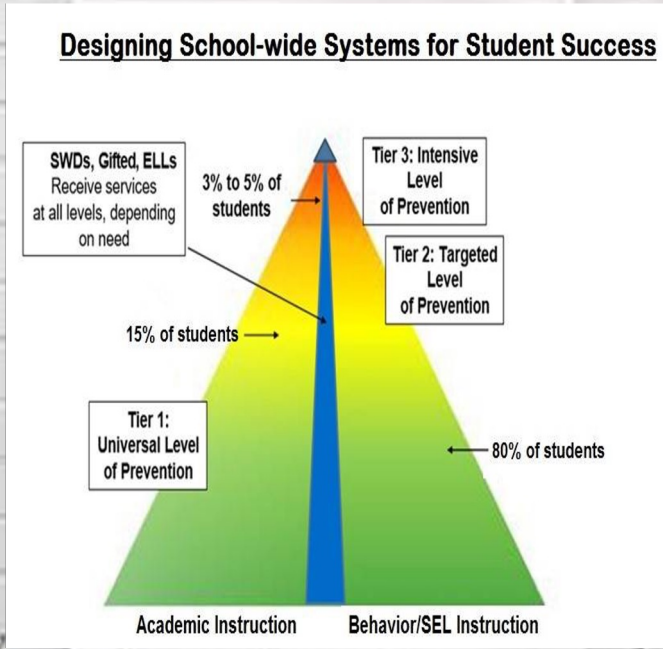 Designing School-wide Systems for Student Success
SWDs, Gifted, ELLs
Receive services
at all levels, depending
on need
3% to 5% of
students
Tier 3: Intensive
Level
of Prevention
Tier 2: Targeted
Level
of Prevention
15% of students
Tier 1:
Universal Level
of Prevention
80% of students
Academic Instruction
Behavior/SEL Instruction